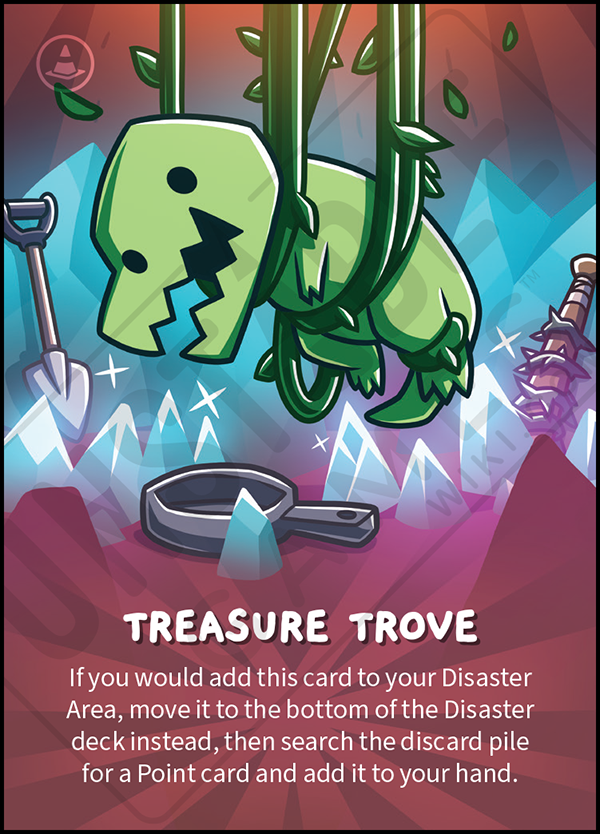 TREASURE TROVE
If you would add this card to your Disaster
Area, move it to the bottom of the Disaster
deck instead, then search the discard pile
for a Point card and add it to your hand.